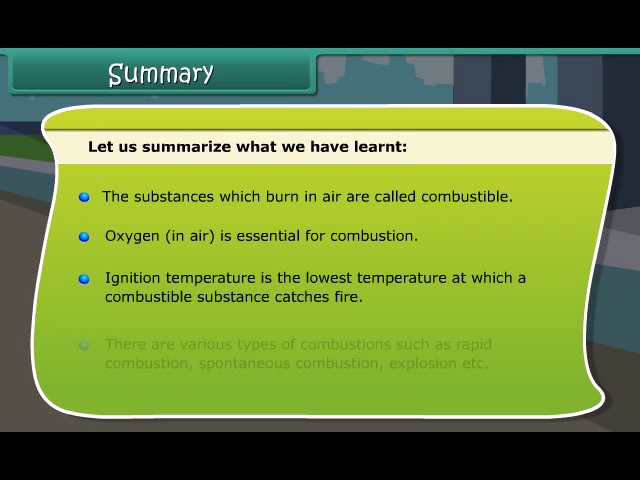 Summary
Let us summarize what we have learnt:
The substances which burn in air are called combustible.
Oxygen (in air) is essential for combustion.
Ignition temperature is the lowest temperature at which a
combustible substance catches fire.
There are various types of combustions such as rapid
combustion, spontaneous combustion, explosion etc.